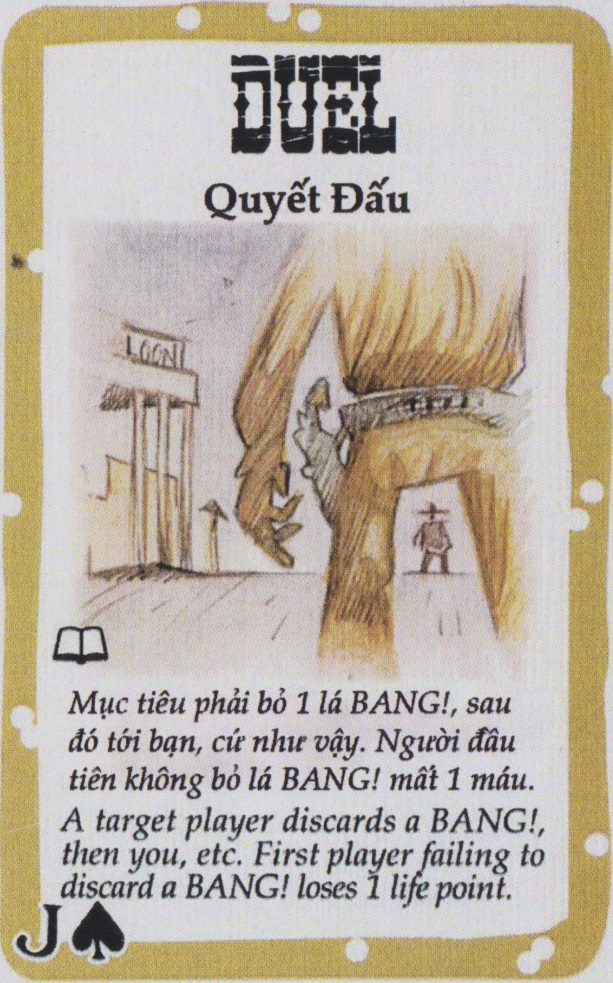 DUEL
Quyết Đấu
LOON
Mục tiêu phải bỏ 1 lá BANG!, sau
đó tới bạn, cứ như vậy. Người đầu
tiên không bỏ lá BANG! mất 1 máu.
A target player discards a BANG!,
then you, etc. First player failing to
discard a BANG! loses 1 life point.
J♠